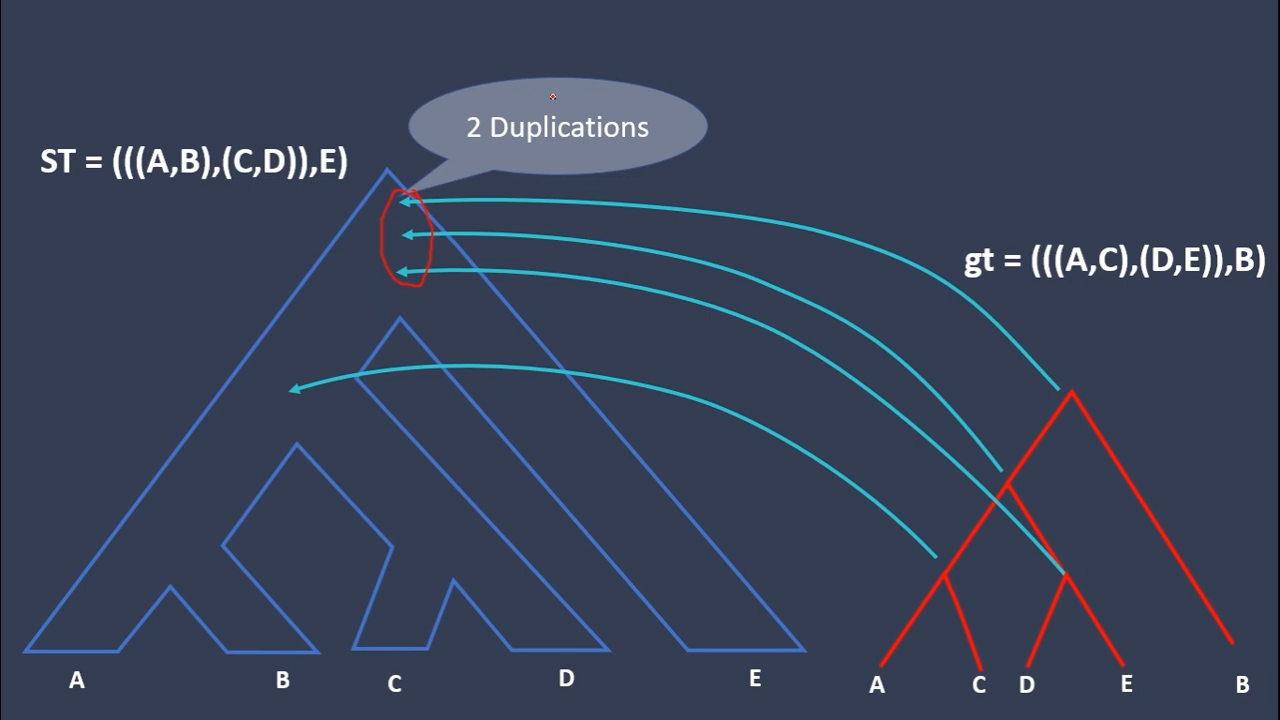 2 Duplications
ST = (((A,B),(C,D)),E)
gt = (((A,C),(D,E)),B)
A B C D E
A C D E B